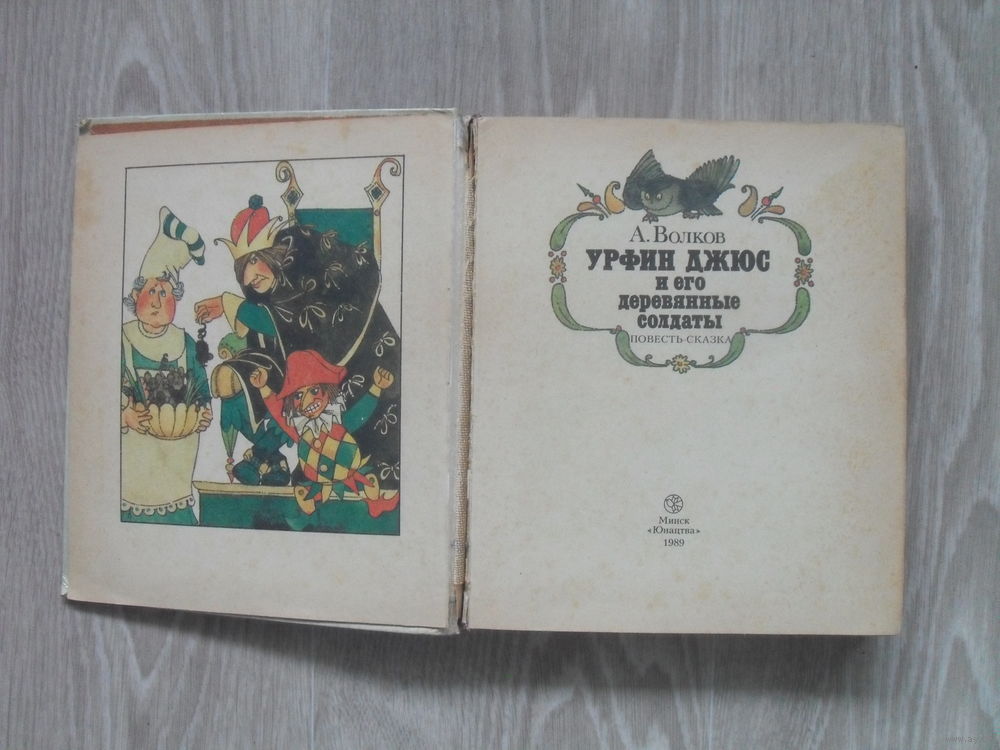 А. Волков
УРФИН ДЖЮС
и его
деревянные
солдаты
ПОВЕСТЬ-СКАЗКА
Минск
«Юнацтва»
1989